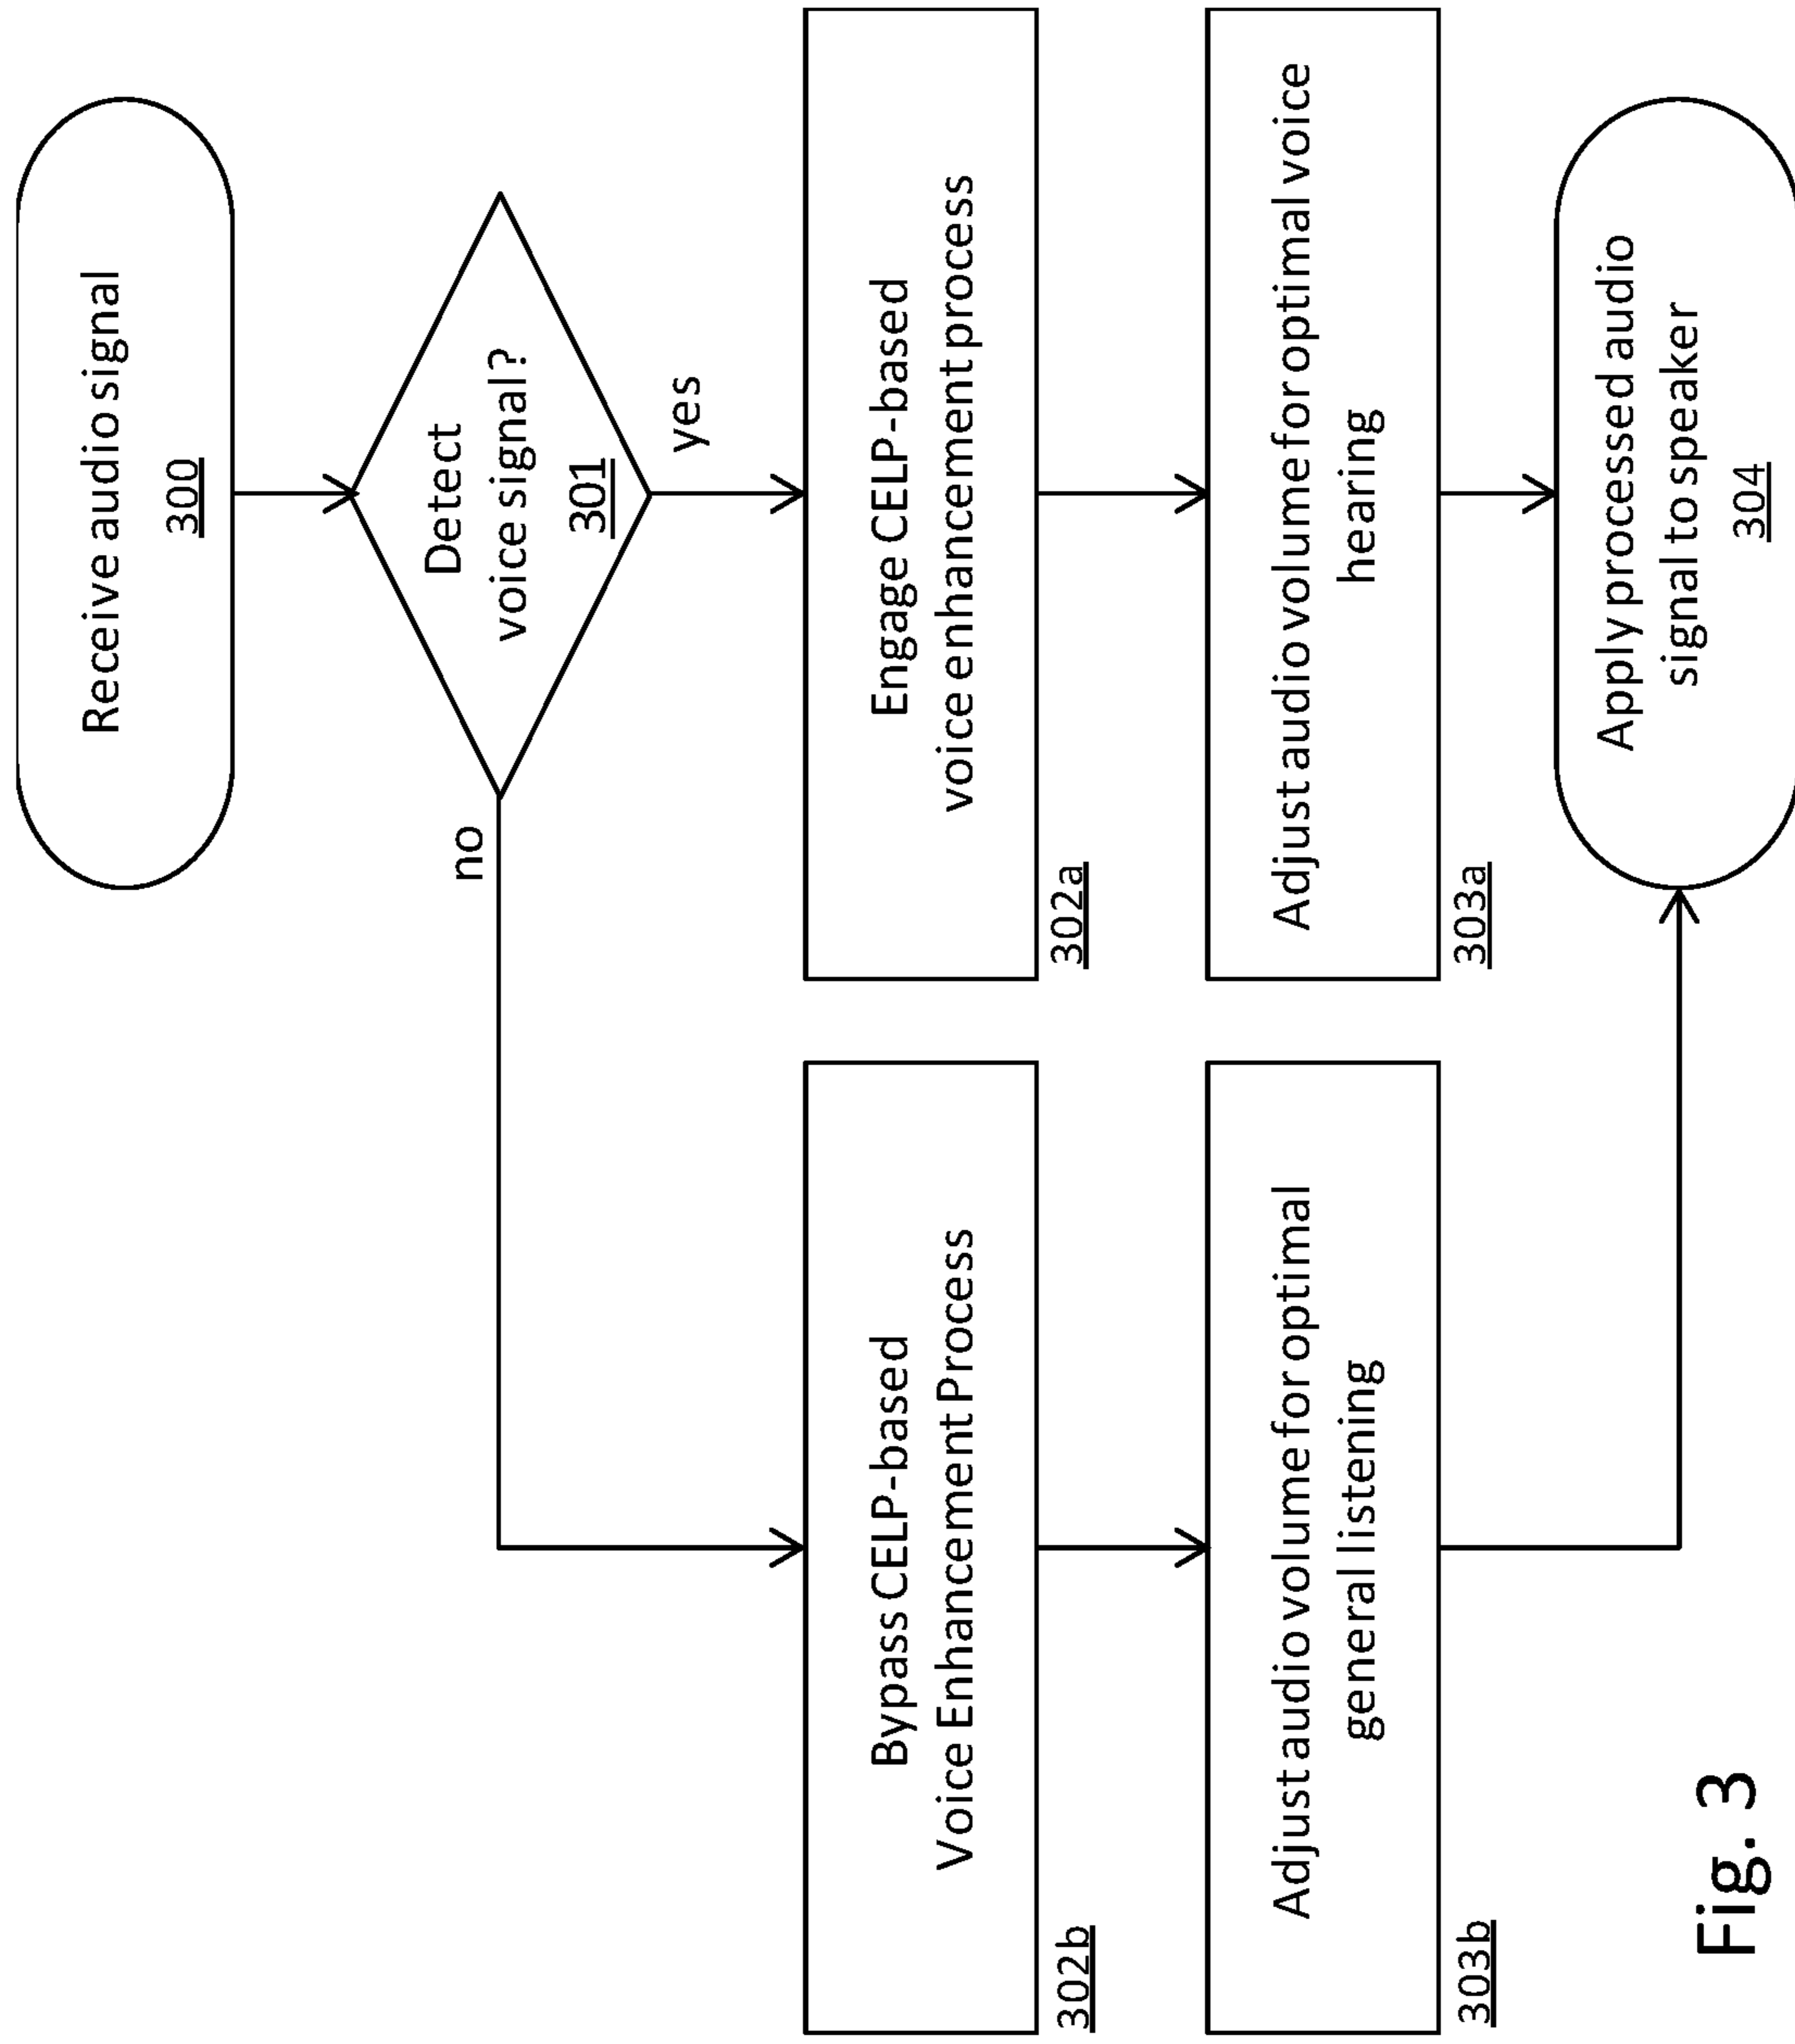 Receive audio signal
300
Detect
voice signal?
301
yes
no
Engage CELP-based
voice enhancement process
302a
Adjust audio volume for optimal voice
hearing
303a
Bypass CELP-based
Voice Enhancement Process
302b
Adjust audio volume for optimal
general listening
303b
Apply processed audio
signal to speaker
304
Fig. 3